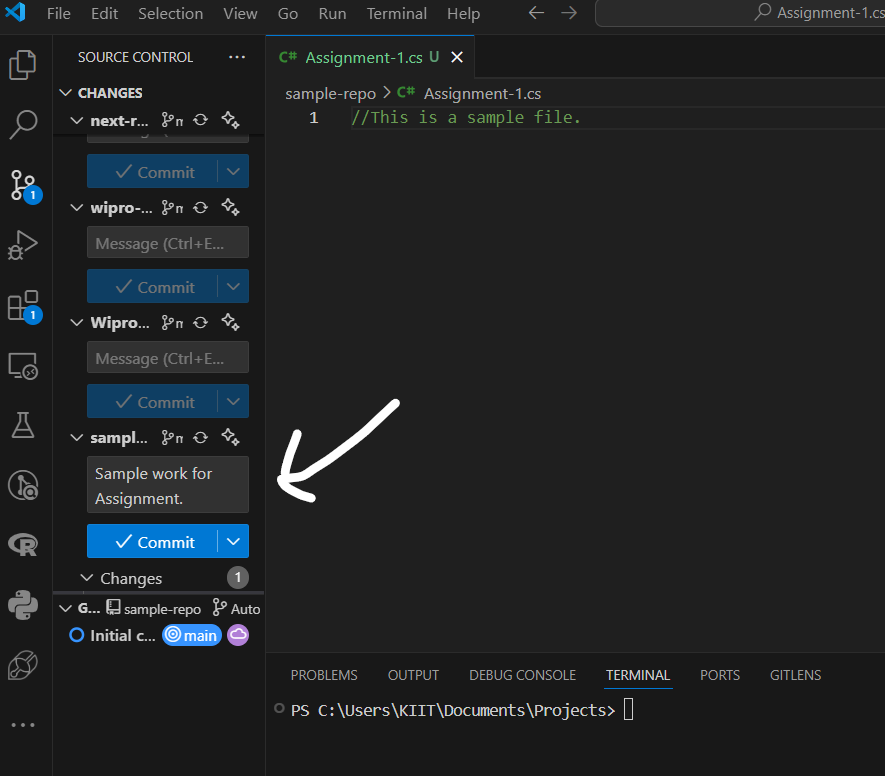 File Edit Selection View Go Run Terminal Help
Assignment-1.cs
SOURCE CONTROL ...
C# Assignment-1.cs U
CHANGES
sample-repo > C# Assignment-1.cs
next-r...
1 //This is a sample file.
Commit
wipro-...
Message (Ctrl+E...
Commit
Wipro...
Message (Ctrl+E...
Commit
sampl...
Sample work for
Assignment.
Commit
Changes 1
G... sample-repo Auto
Initial c... main
1
1
PROBLEMS OUTPUT DEBUG CONSOLE TERMINAL PORTS GITLENS
PS C:\Users\KIIT\Documents\Projects>